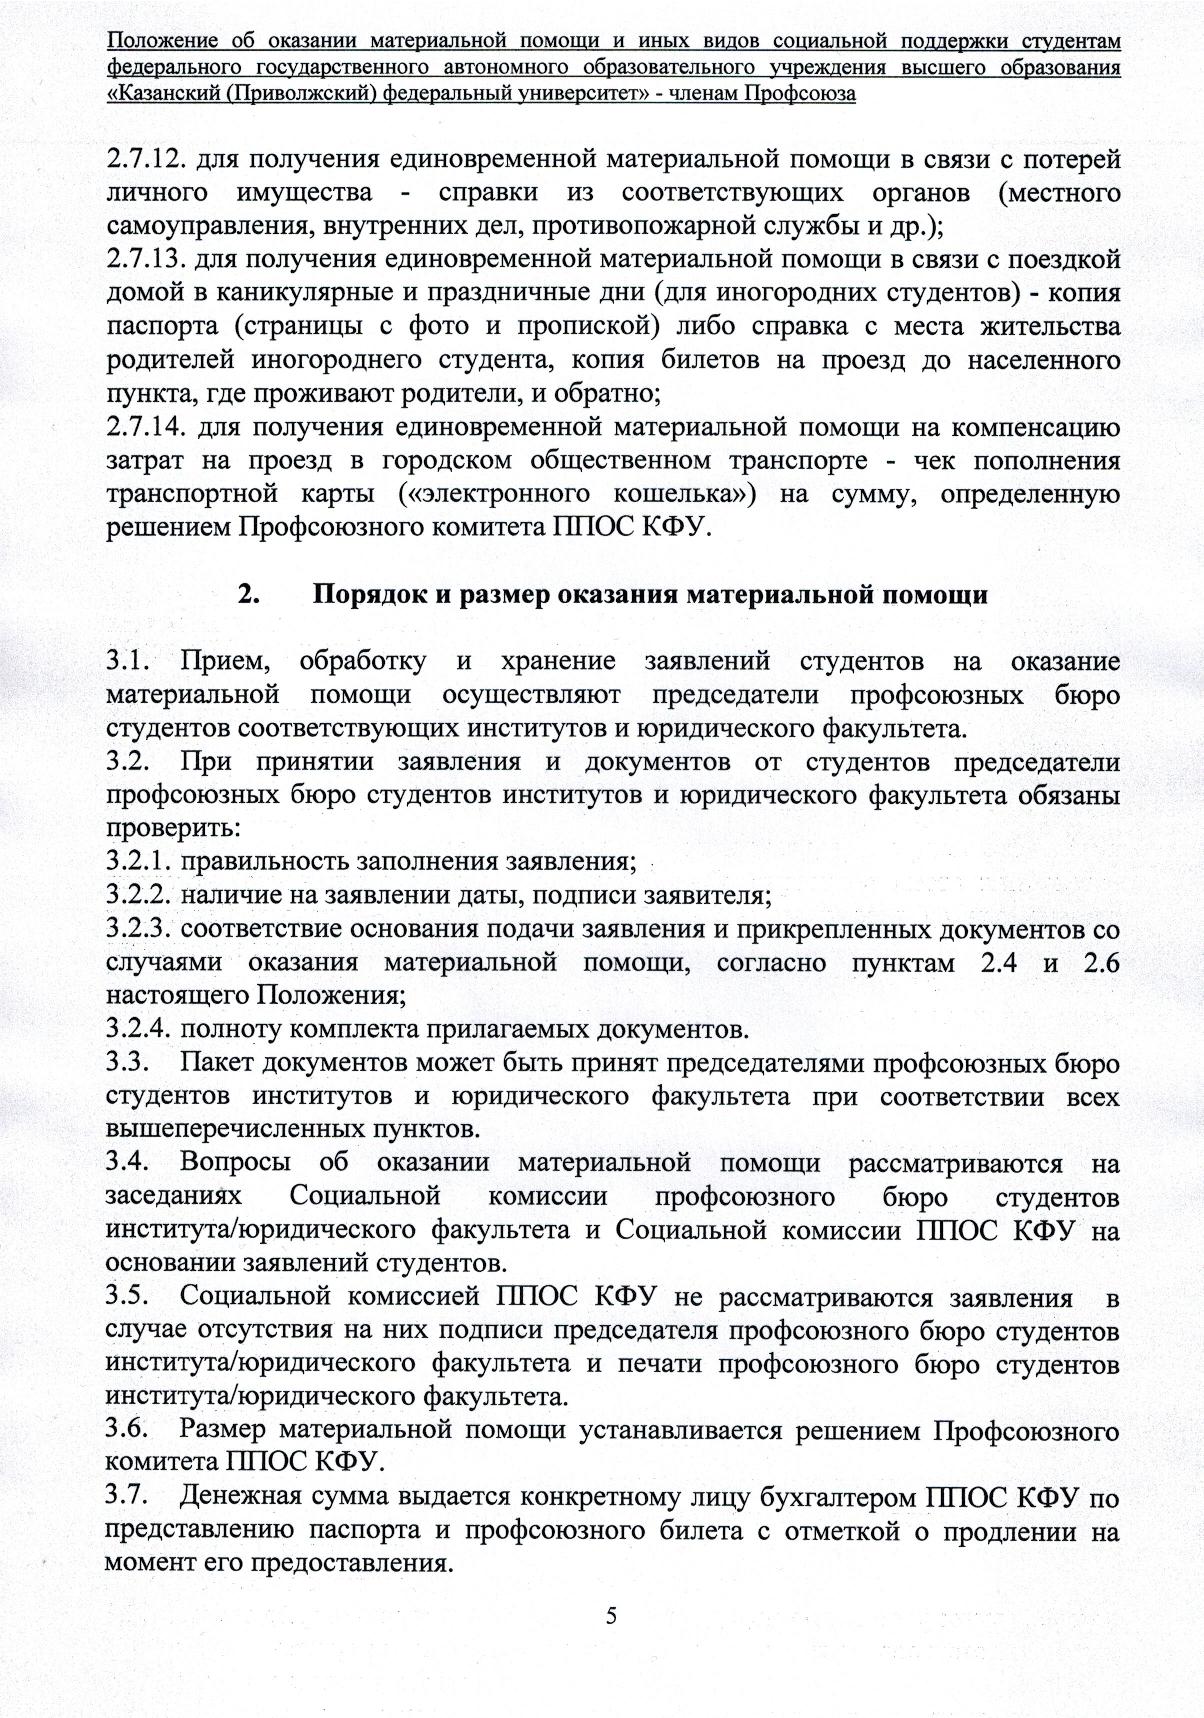 Положение об оказании материальной помощи и иных видов социальной поддержки студентам
федерального государственного автономного образовательного учреждения высшего образования
«Казанский (Приволжский) федеральный университет» - членам Профсоюза
2.7.12. для получения единовременной материальной помощи в связи с потерей
личного имущества - справки из соответствующих органов (местного
самоуправления, внутренних дел, противопожарной службы и др.);
2.7.13. для получения единовременной материальной помощи в связи с поездкой
домой в каникулярные и праздничные дни (для иногородних студентов) - копия
паспорта (страницы с фото и пропиской) либо справка с места жительства
родителей иногороднего студента, копия билетов на проезд до населенного
пункта, где проживают родители, и обратно;
2.7.14. для получения единовременной материальной помощи на компенсацию
затрат на проезд в городском общественном транспорте - чек пополнения
транспортной карты («электронного кошелька») на сумму, определенную
решением Профсоюзного комитета ППОС КФУ.
2. Порядок и размер оказания материальной помощи
3.1. Прием, обработку и хранение заявлений студентов на оказание
материальной помощи осуществляют председатели профсоюзных бюро
студентов соответствующих институтов и юридического факультета.
3.2. При принятии заявления и документов от студентов председатели
профсоюзных бюро студентов институтов и юридического факультета обязаны
проверить:
3.2.1. правильность заполнения заявления;
3.2.2. наличие на заявлении даты, подписи заявителя;
3.2.3. соответствие основания подачи заявления и прикрепленных документов со
случаями оказания материальной помощи, согласно пунктам 2.4 и 2.6
настоящего Положения;
3.2.4. полноту комплекта прилагаемых документов.
3.3. Пакет документов может быть принят председателями профсоюзных бюро
студентов институтов и юридического факультета при соответствии всех
вышеперечисленных пунктов.
3.4. Вопросы об оказании материальной помощи рассматриваются на
заседаниях Социальной комиссии профсоюзного бюро студентов
института/юридического факультета и Социальной комиссии ППОС КФУ на
основании заявлений студентов.
3.5. Социальной комиссией ППОС КФУ не рассматриваются заявления в
случае отсутствия на них подписи председателя профсоюзного бюро студентов
института/юридического факультета и печати профсоюзного бюро студентов
института/юридического факультета.
3.6. Размер материальной помощи устанавливается решением Профсоюзного
комитета ППОС КФУ.
3.7. Денежная сумма выдается конкретному лицу бухгалтером ППОС КФУ по
представлению паспорта и профсоюзного билета с отметкой о продлении на
момент его предоставления.
5